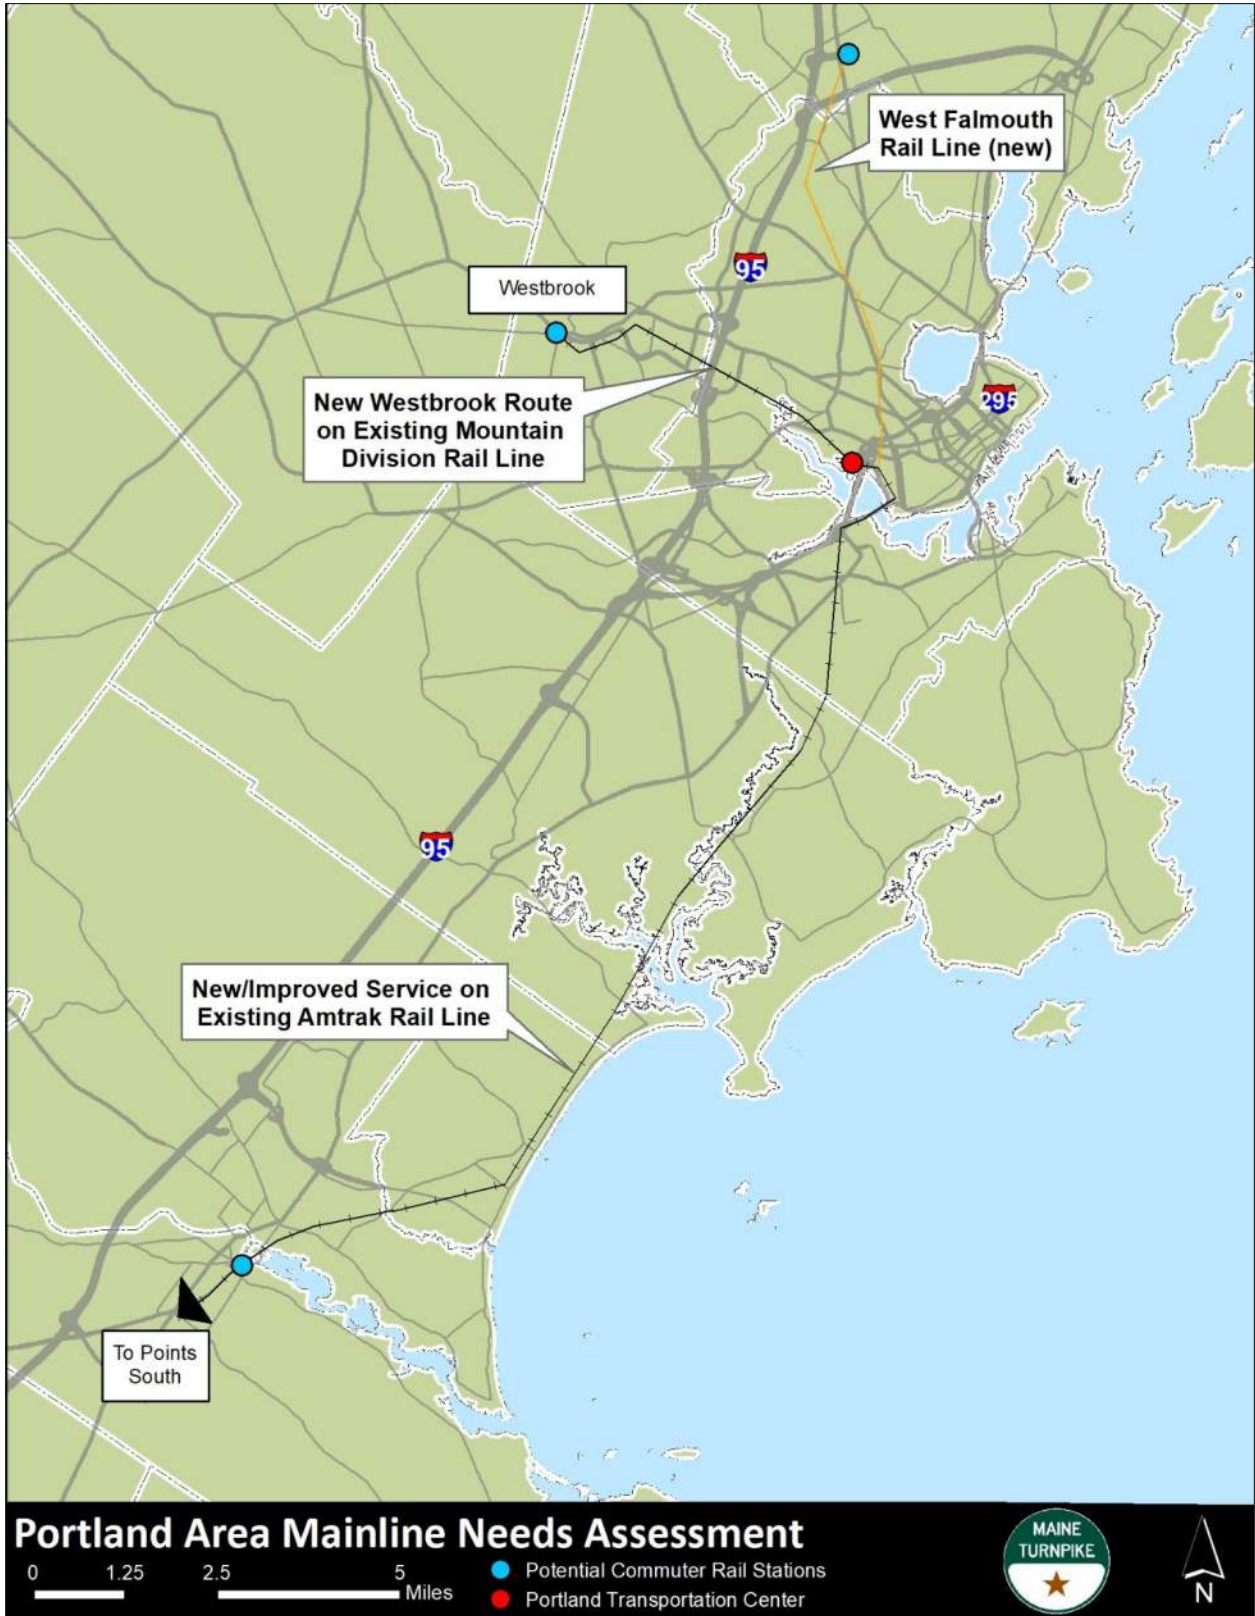 West Falmouth
Rail Line (new)
95
Westbrook
New Westbrook Route
on Existing Mountain
Division Rail Line
295
95
New/Improved Service on
Existing Amtrak Rail Line
To Points
South
Portland Area Mainline Needs Assessment
0 1.25 2.5 5
Miles
Potential Commuter Rail Stations
Portland Transportation Center
MAINE
TURNPIKE
N